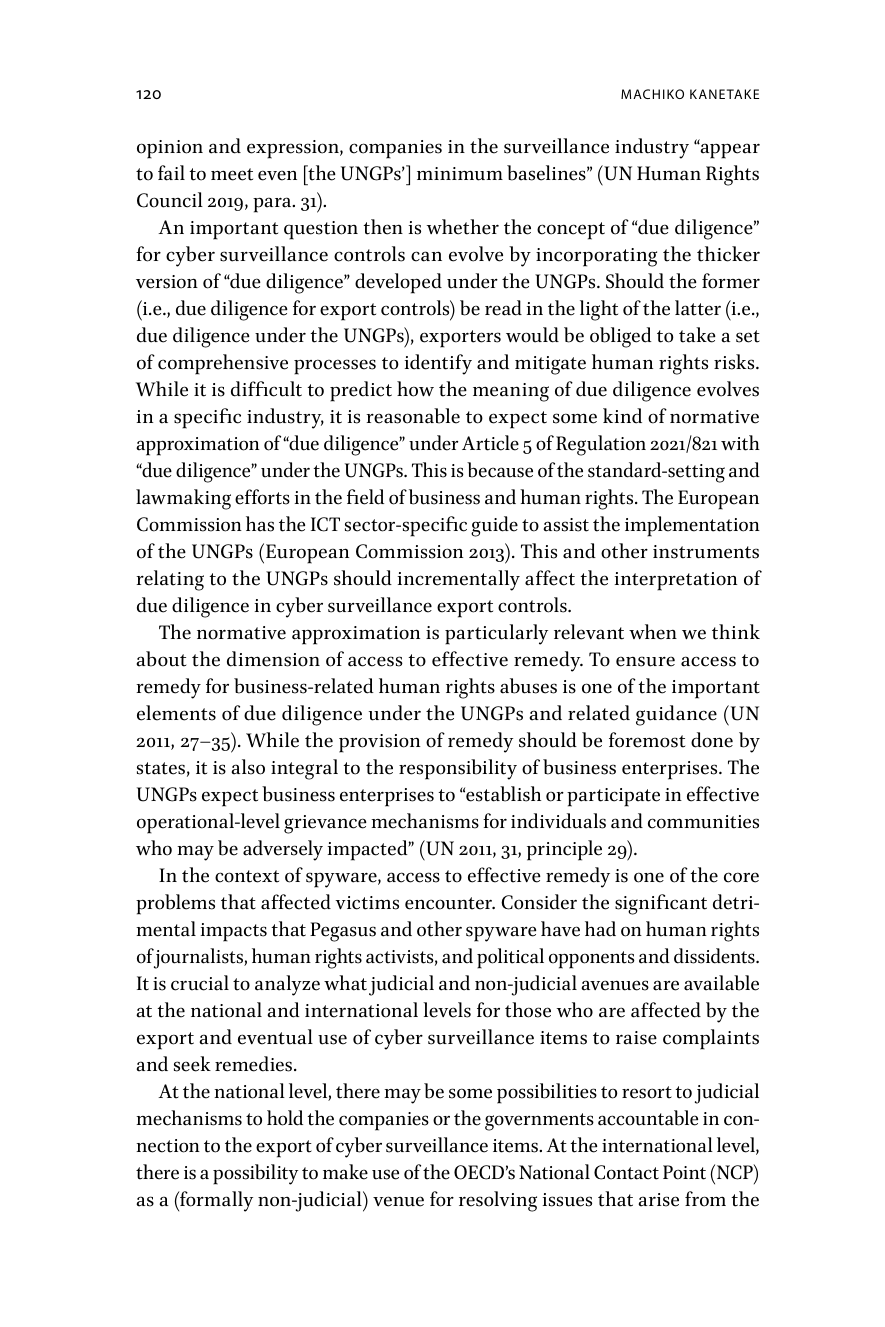 120
MACHIKO KANETAKE
opinion and expression, companies in the surveillance industry “appear
to fail to meet even [the UNGPs’] minimum baselines” (UN Human Rights
Council 2019, para. 31).
An important question then is whether the concept of “due diligence”
for cyber surveillance controls can evolve by incorporating the thicker
version of “due diligence” developed under the UNGPs. Should the former
(i.e., due diligence for export controls) be read in the light of the latter (i.e.,
due diligence under the UNGPs), exporters would be obliged to take a set
of comprehensive processes to identify and mitigate human rights risks.
While it is difficult to predict how the meaning of due diligence evolves
in a specific industry, it is reasonable to expect some kind of normative
approximation of “due diligence” under Article 5 of Regulation 2021/821 with
“due diligence” under the UNGPs. This is because of the standard-setting and
lawmaking efforts in the field of business and human rights. The European
Commission has the ICT sector-specific guide to assist the implementation
of the UNGPs (European Commission 2013). This and other instruments
relating to the UNGPs should incrementally affect the interpretation of
due diligence in cyber surveillance export controls.
The normative approximation is particularly relevant when we think
about the dimension of access to effective remedy. To ensure access to
remedy for business-related human rights abuses is one of the important
elements of due diligence under the UNGPs and related guidance (UN
2011, 27–35). While the provision of remedy should be foremost done by
states, it is also integral to the responsibility of business enterprises. The
UNGPs expect business enterprises to “establish or participate in effective
operational-level grievance mechanisms for individuals and communities
who may be adversely impacted” (UN 2011, 31, principle 29).
In the context of spyware, access to effective remedy is one of the core
problems that affected victims encounter. Consider the significant detri-
mental impacts that Pegasus and other spyware have had on human rights
of journalists, human rights activists, and political opponents and dissidents.
It is crucial to analyze what judicial and non-judicial avenues are available
at the national and international levels for those who are affected by the
export and eventual use of cyber surveillance items to raise complaints
and seek remedies.
At the national level, there may be some possibilities to resort to judicial
mechanisms to hold the companies or the governments accountable in con-
nection to the export of cyber surveillance items. At the international level,
there is a possibility to make use of the OECD’s National Contact Point (NCP)
as a (formally non-judicial) venue for resolving issues that arise from the